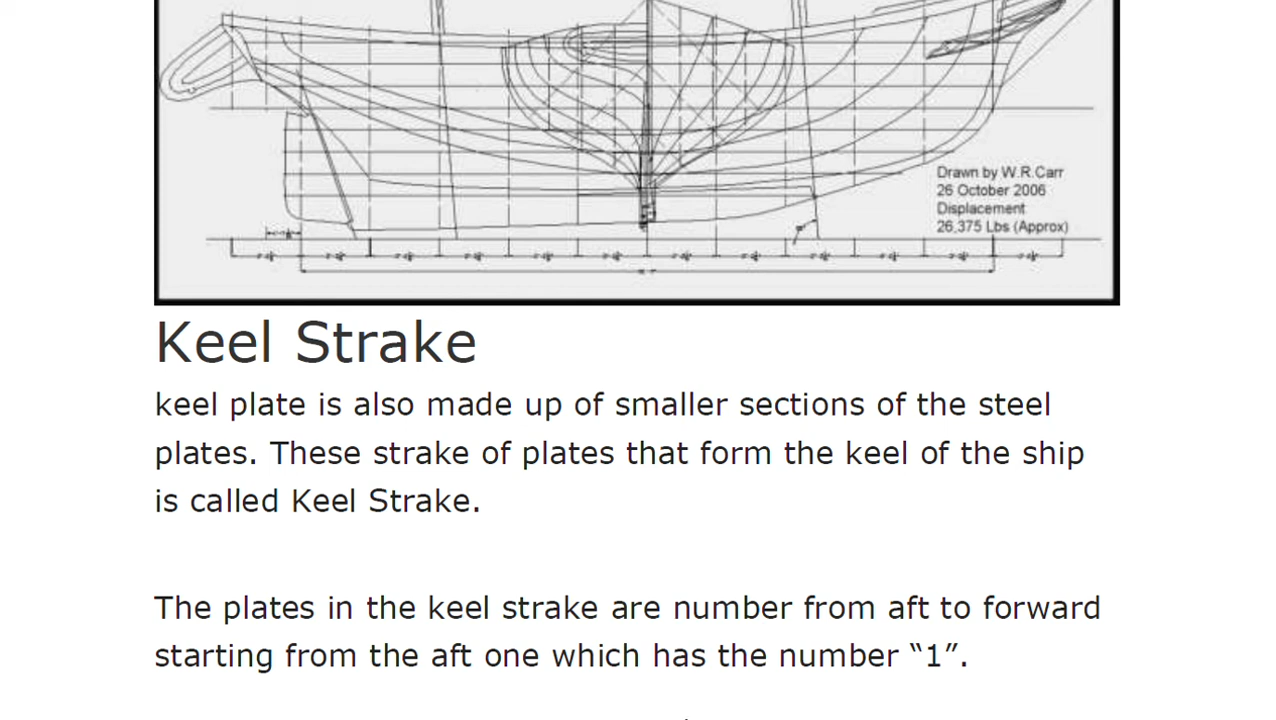 Drawn by W.R.Carr
26 October 2006
Displacement
26,375 Lbs (Approx)
Keel Strake
keel plate is also made up of smaller sections of the steel
plates. These strake of plates that form the keel of the ship
is called Keel Strake.
The plates in the keel strake are number from aft to forward
starting from the aft one which has the number “1”.